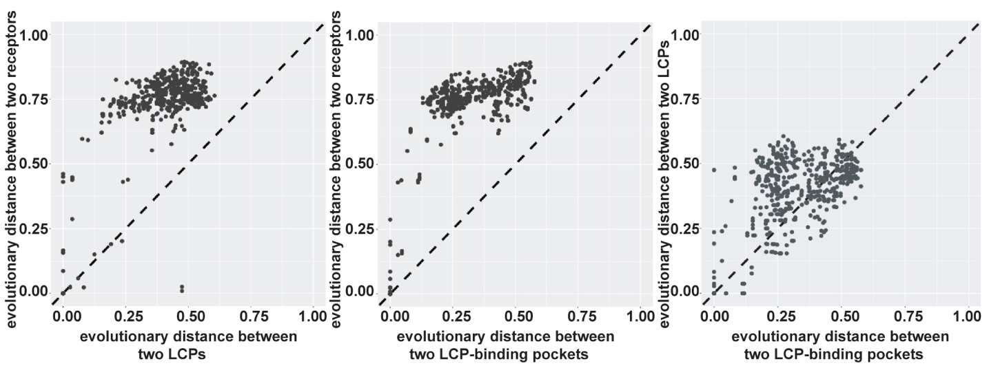 evolutionary distance between two receptors
1.00
0.75
0.50
0.25
0.00
0.00 0.25 0.50 0.75 1.00
evolutionary distance between
two LCPs
evolutionary distance between two receptors
1.00
0.75
0.50
0.25
0.00
0.00 0.25 0.50 0.75 1.00
evolutionary distance between
two LCP-binding pockets
evolutionary distance between two LCPs
1.00
0.75
0.50
0.25
0.00
0.00 0.25 0.50 0.75 1.00
evolutionary distance between
two LCP-binding pockets